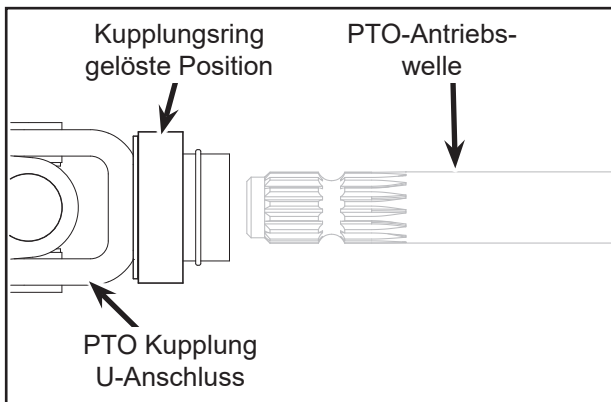 Kupplungsring
gelöste Position
PTO-Antriebs-
welle
PTO Kupplung
U-Anschluss